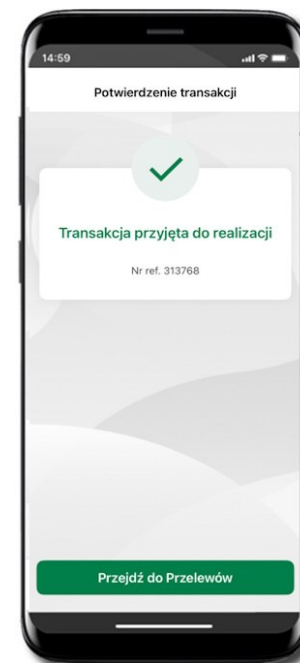 14:59
Potwierdzenie transakcji
Transakcja przyjęta do realizacji
Nr ref. 313768
Przejdź do Przelewów